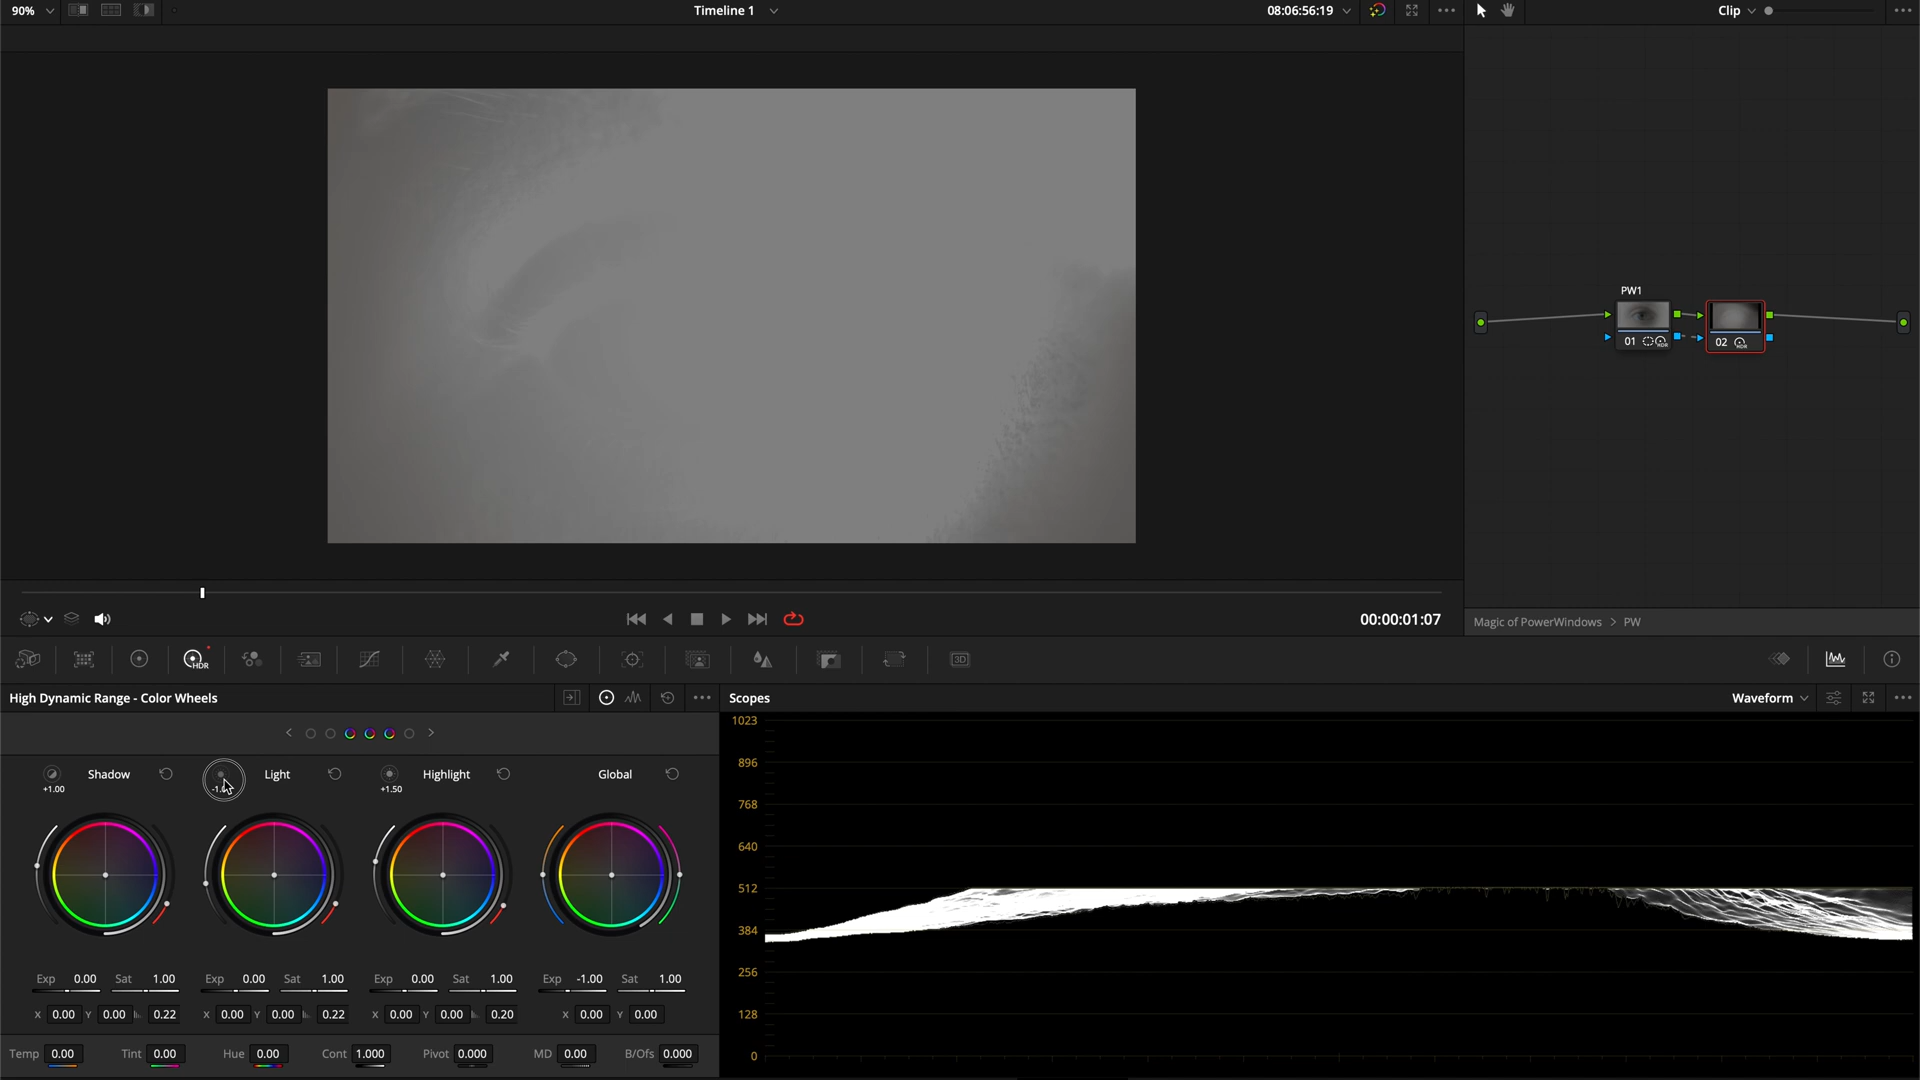 90%
Timeline 1
08:06:56:19
Clip
PW1
01
HDR
02
HDR
00:00:01:07
Magic of PowerWindows > PW
HDR
3D
High Dynamic Range - Color Wheels
Scopes
Waveform
Shadow
Light
Highlight
Global
+1.00
+1.50
Exp 0.00 Sat 1.00
Exp 0.00 Sat 1.00
Exp 0.00 Sat 1.00
Exp -1.00 Sat 1.00
X 0.00 Y 0.00 0.22
X 0.00 Y 0.00 0.22
X 0.00 Y 0.00 0.20
X 0.00 Y 0.00
Temp 0.00 Tint 0.00 Hue 0.00 Cont 1.000 Pivot 0.000 MD 0.00 B/Ofs 0.000
1023
896
768
640
512
384
256
128
0